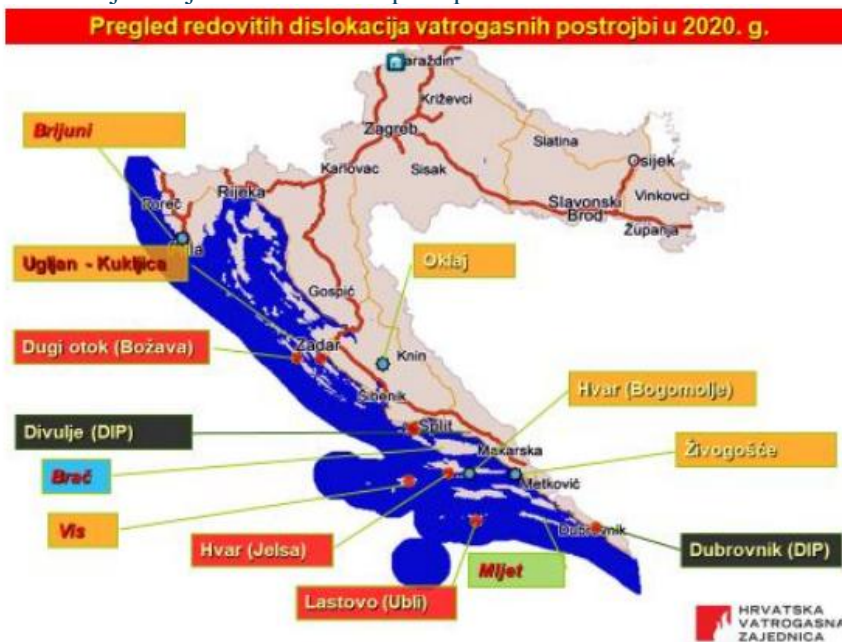 Pregled redovitih dislokacija vatrogasnih postrojbi u 2020. g.
araždin
Križevci
Brijuni
Zagreb
Slatina
Osijek
Karlovac
Sisak
Rijeka
Vinkovci
Slavonski
Brod
Poreč
Županja
Ugljan - Kukljica
Oklaj
Gospić
Dugi otok (Božava)
Zadar
Knin
Hvar (Bogomolje)
Šibenik
Divulje (DIP)
Split
Makarska
Živogošće
Brač
Metkovič
Vis
Dubrovnik
Hvar (Jelsa)
Dubrovnik (DIP)
Mljet
Lastovo (Ubli)
HRVATSKA
VATROGASNA
ZAJEDNICA